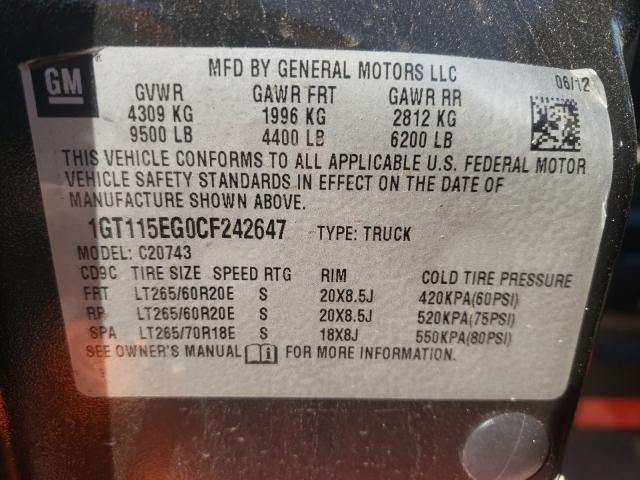 GM
MFD BY GENERAL MOTORS LLC
06/12
GVWR GAWR FRT GAWR RR
4309 KG 1996 KG 2812 KG
9500 LB 4400 LB 6200 LB
THIS VEHICLE CONFORMS TO ALL APPLICABLE U.S. FEDERAL MOTOR
VEHICLE SAFETY STANDARDS IN EFFECT ON THE DATE OF
MANUFACTURE SHOWN ABOVE.
1GT115EG0CF242647 TYPE: TRUCK
MODEL: C20743
CD9C TIRE SIZE SPEED RTG RIM COLD TIRE PRESSURE
FRT LT265/60R20E S 20X8.5J 420KPA(60PSI)
RR LT265/60R20E S 20X8.5J 520KPA(75PSI)
SPA LT265/70R18E S 18X8J 550KPA(80PSI)
SEE OWNER'S MANUAL FOR MORE INFORMATION.